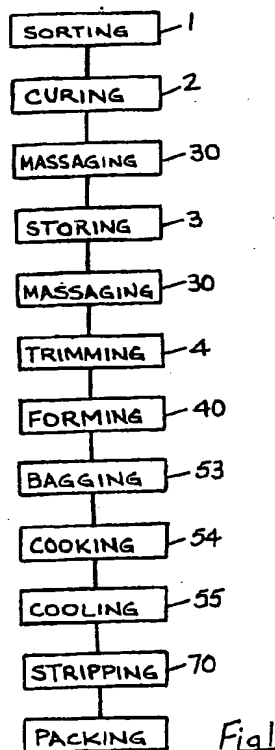 SORTING 1
CURING 2
MASSAGING 30
STORING 3
MASSAGING 30
TRIMMING 4
FORMING 40
BAGGING 53
COOKING 54
COOLING 55
STRIPPING 70
PACKING
Fig1